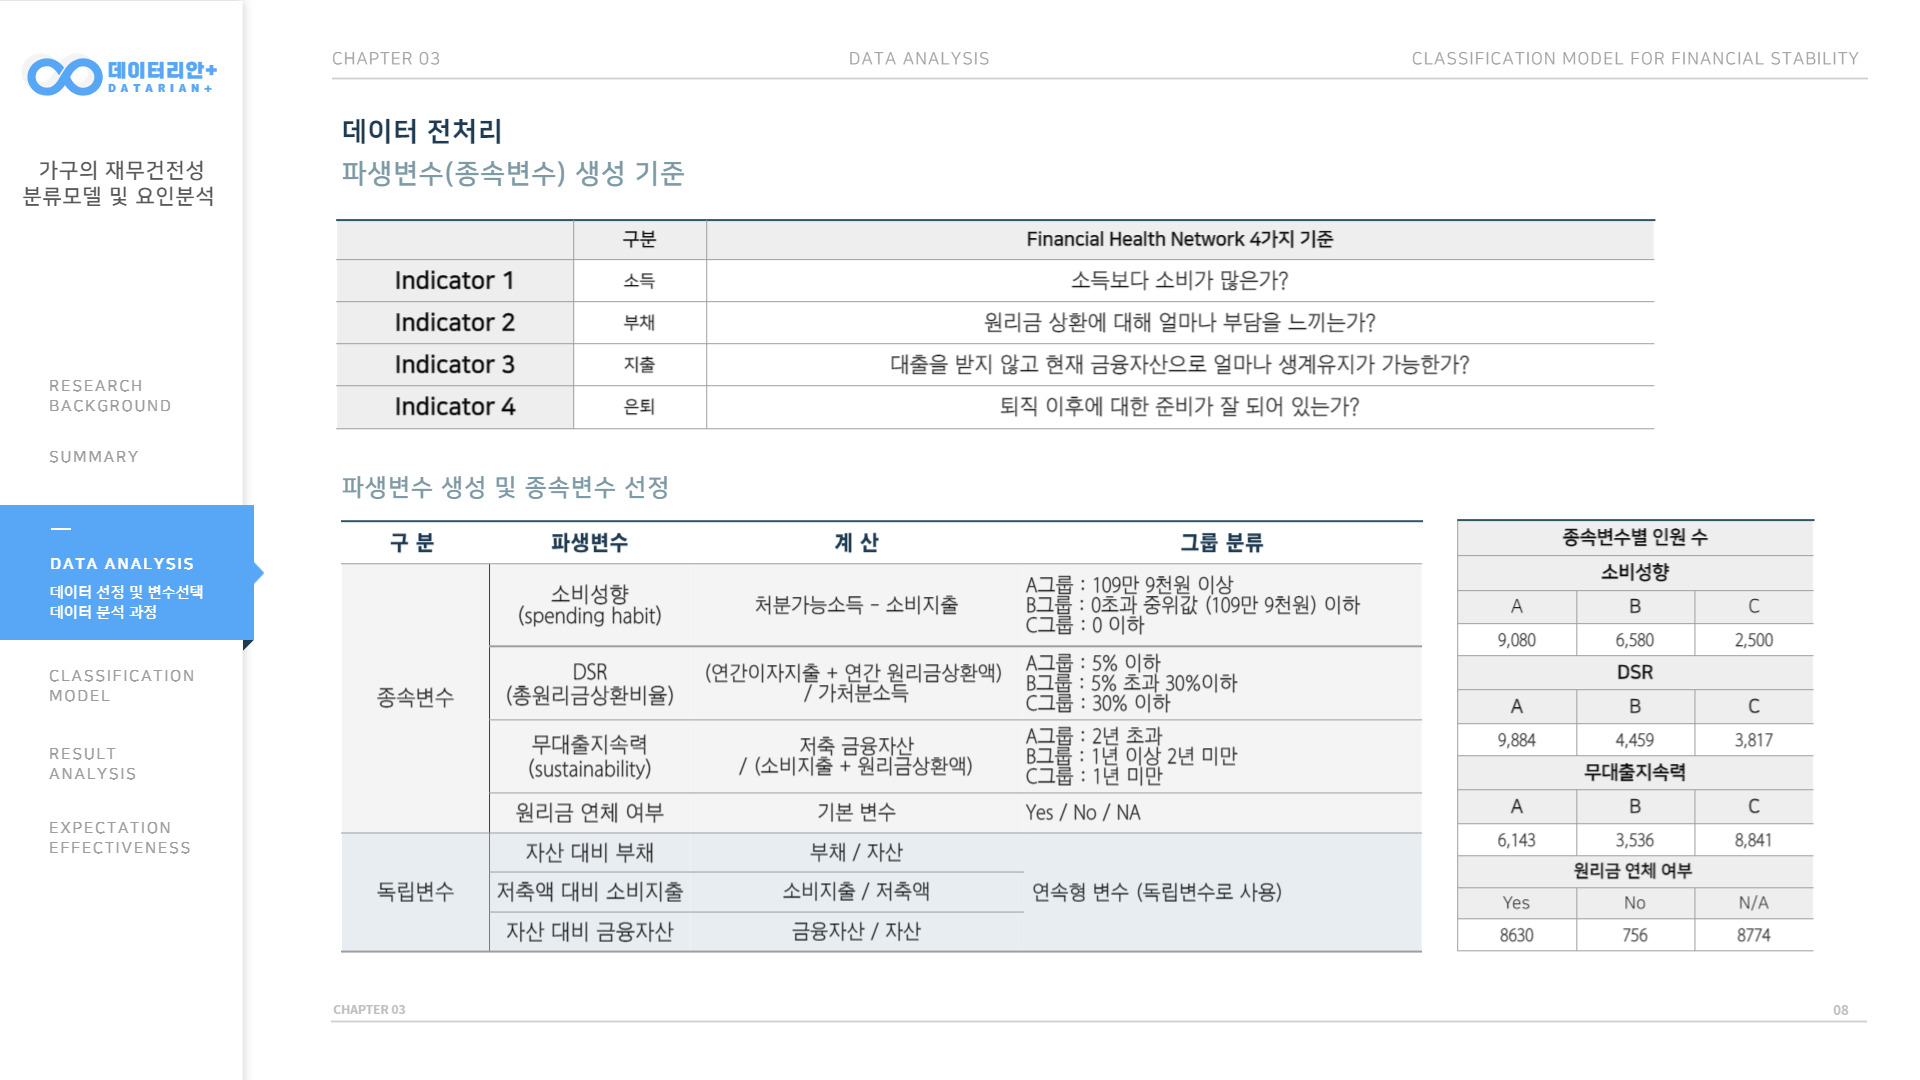 데이터리안+
DATARIAN+
가구의 재무건전성
분류모델 및 요인분석
RESEARCH
BACKGROUND
SUMMARY
DATA ANALYSIS
데이터 선정 및 변수선택
데이터 분석 과정
CLASSIFICATION
MODEL
RESULT
ANALYSIS
EXPECTATION
EFFECTIVENESS
CHAPTER 03 DATA ANALYSIS CLASSIFICATION MODEL FOR FINANCIAL STABILITY
데이터 전처리
파생변수(종속변수) 생성 기준
구분 Financial Health Network 4가지 기준
Indicator 1 소득 소득보다 소비가 많은가?
Indicator 2 부채 원리금 상환에 대해 얼마나 부담을 느끼는가?
Indicator 3 지출 대출을 받지 않고 현재 금융자산으로 얼마나 생계유지가 가능한가?
Indicator 4 은퇴 퇴직 이후에 대한 준비가 잘 되어 있는가?
파생변수 생성 및 종속변수 선정
구 분 파생변수 계 산 그룹 분류
종속변수
소비성향
(spending habit)
처분가능소득 - 소비지출
A그룹 : 109만 9천원 이상
B그룹 : 0초과 중위값 (109만 9천원) 이하
C그룹 : 0 이하
DSR
(총원리금상환비율)
(연간이자지출 + 연간 원리금상환액)
/ 가처분소득
A그룹 : 5% 이하
B그룹 : 5% 초과 30%이하
C그룹 : 30% 이하
무대출지속력
(sustainability)
저축 금융자산
/ (소비지출 + 원리금상환액)
A그룹 : 2년 초과
B그룹 : 1년 이상 2년 미만
C그룹 : 1년 미만
원리금 연체 여부 기본 변수 Yes / No / NA
독립변수
자산 대비 부채 부채 / 자산
저축액 대비 소비지출 소비지출 / 저축액
자산 대비 금융자산 금융자산 / 자산
연속형 변수 (독립변수로 사용)
종속변수별 인원 수
소비성향
A B C
9,080 6,580 2,500
DSR
A B C
9,884 4,459 3,817
무대출지속력
A B C
6,143 3,536 8,841
원리금 연체 여부
Yes No N/A
8630 756 8774
CHAPTER 03 08